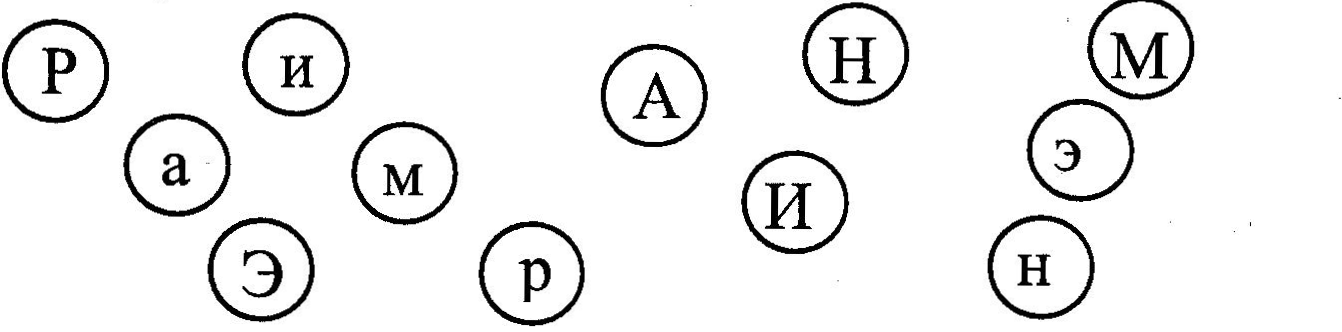 Р и А Н М
а м И э
Э р н